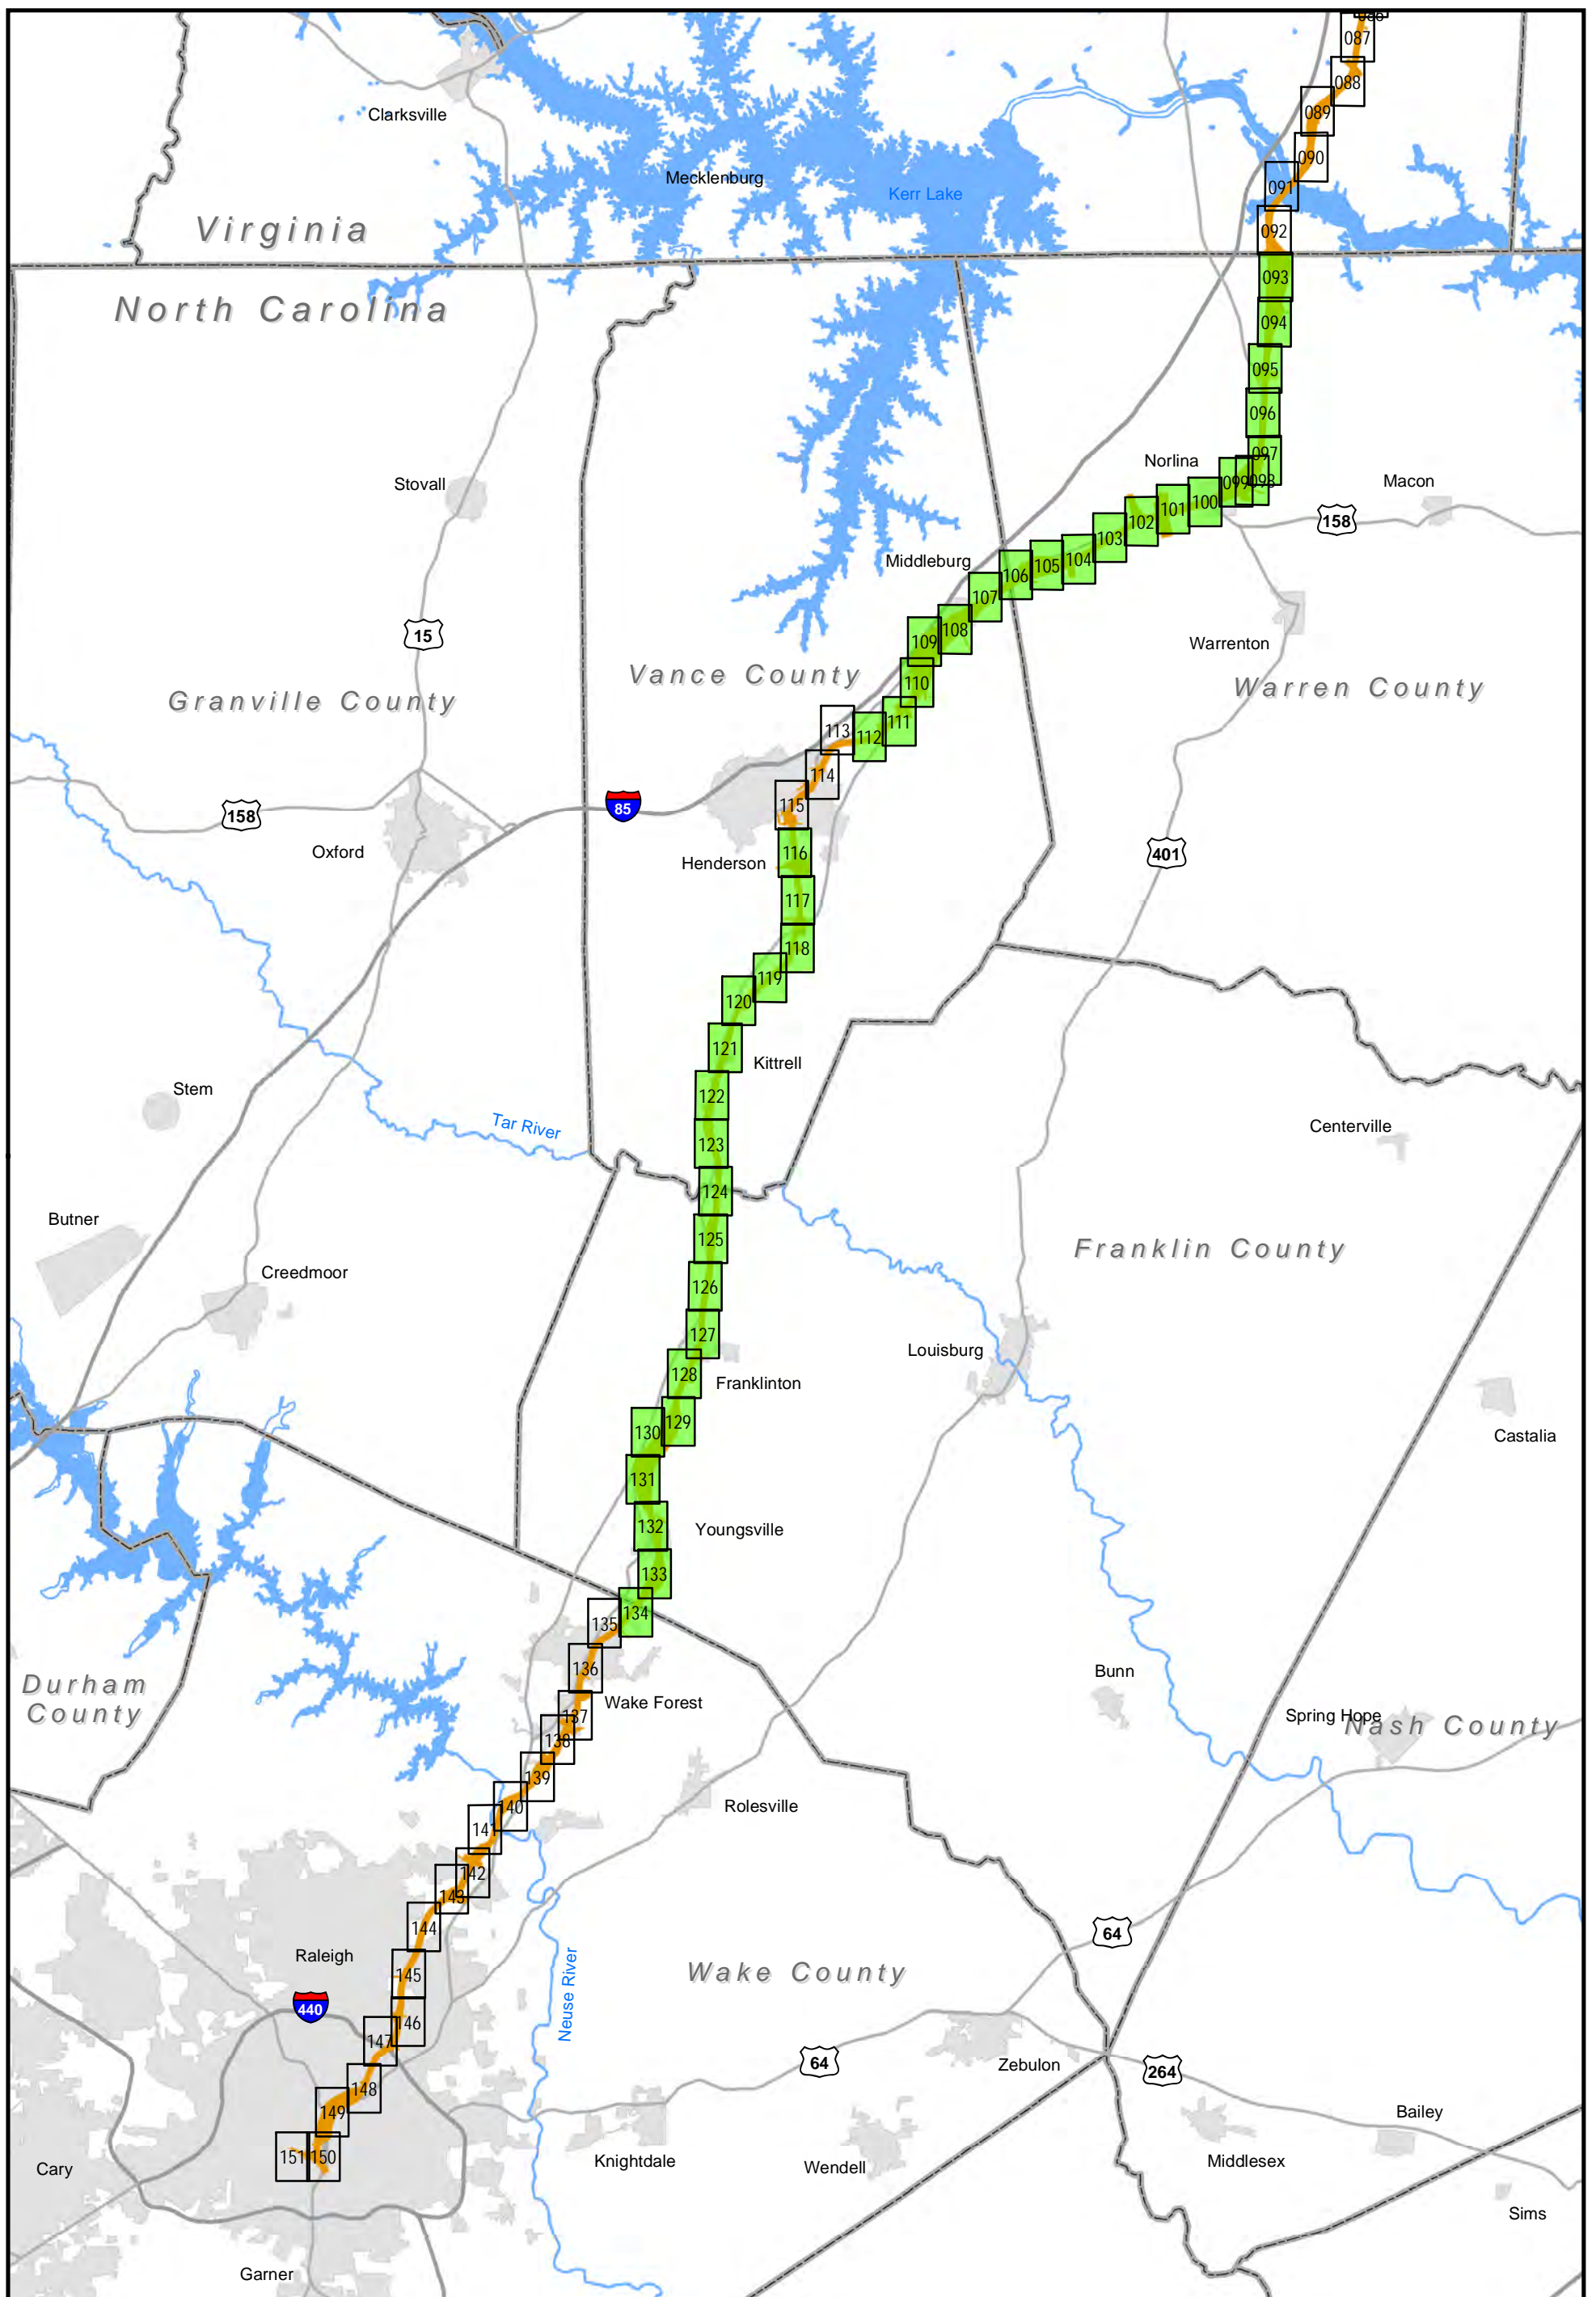 086
087
088
Clarksville
089
090
Mecklenburg
091
Kerr Lake
Virginia
092
093
North Carolina
094
095
096
097
Norlina
Stovall
099
098
Macon
100
101
102
158
103
Middleburg
104
105
106
107
15
108
109
Warrenton
Vance County
110
Warren County
Granville County
111
113
112
114
115
85
158
Oxford
116
Henderson
401
117
118
119
120
121
Kittrell
Stem
122
Tar River
Centerville
123
124
Butner
125
Franklin County
Creedmoor
126
127
Louisburg
128
Franklinton
129
130
Castalia
131
132
Youngsville
133
134
135
136
Bunn
Durham
County
Wake Forest
137
Spring Hope
Nash County
138
139
140
Rolesville
141
142
143
144
64
Raleigh
Wake County
145
Neuse River
440
146
147
64
Zebulon
264
148
149
Bailey
151
150
Knightdale
Middlesex
Cary
Wendell
Sims
Garner